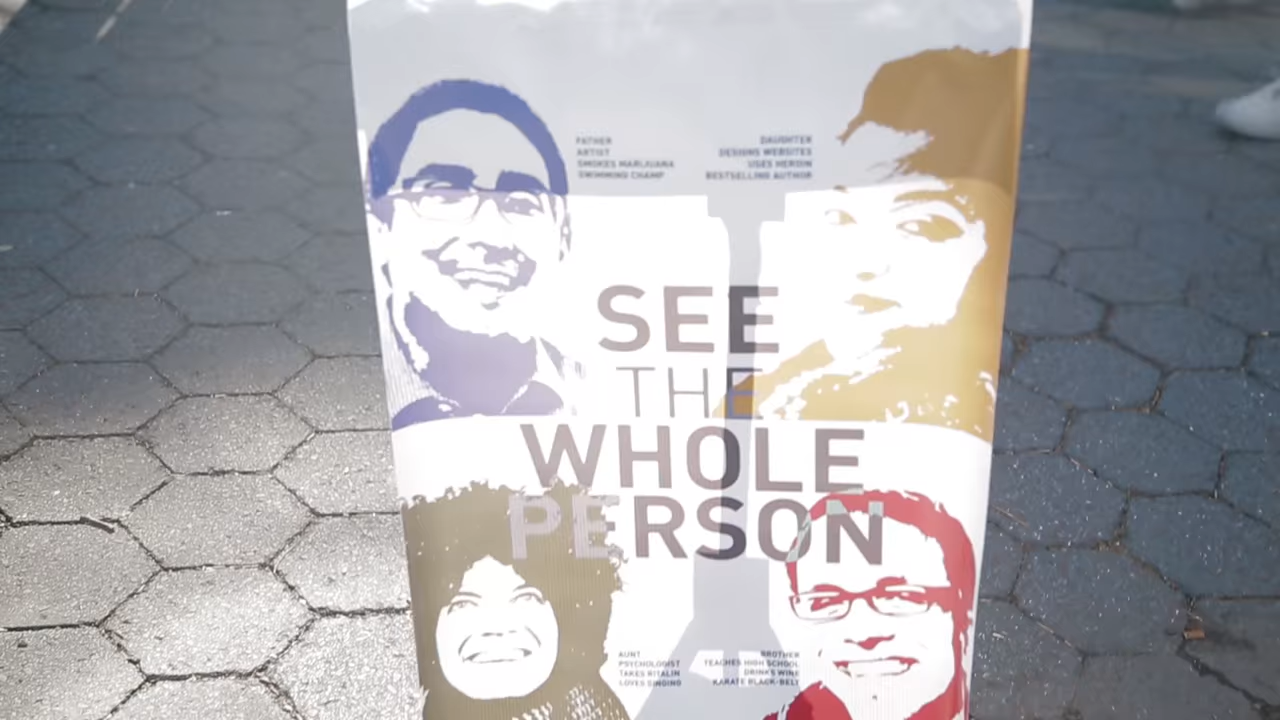 FATHER
ARTIST
SMOKES MARIJUANA
SWIMMING CHAMP
DAUGHTER
DESIGNS WEBSITES
USES HEROIN
BESTSELLING AUTHOR
SEE
THE
WHOLE
PERSON
AUNT
PSYCHOLOGIST
TAKES RITALIN
LOVES SINGING
BROTHER
TEACHES HIGH SCHOOL
DRINKS WINE
KARATE BLACK-BELT